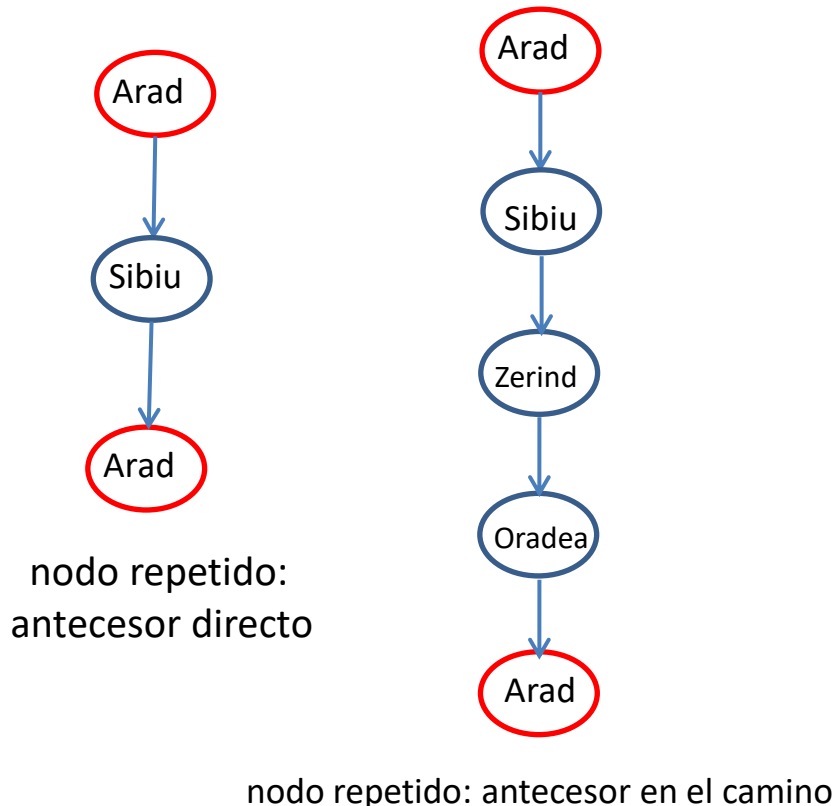 Arad
Sibiu
Arad
nodo repetido:
antecesor directo
Arad
Sibiu
Zerind
Oradea
Arad
nodo repetido: antecesor en el camino